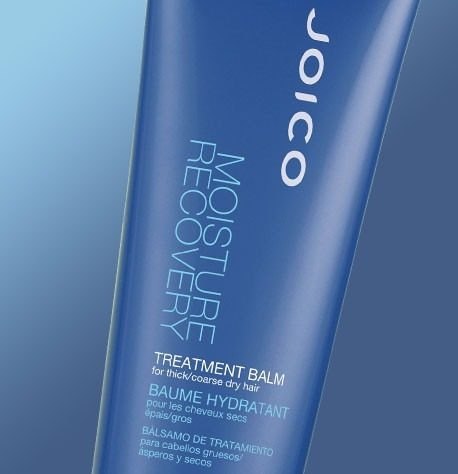 JOICO
MOISTURE
RECOVERY
TREATMENT BALM
for thick/coarse dry hair
BAUME HYDRATANT
pour les cheveux secs
épais/gros
BÁLSAMO DE TRATAMIENTO
para cabellos gruesos/
ásperos y secos